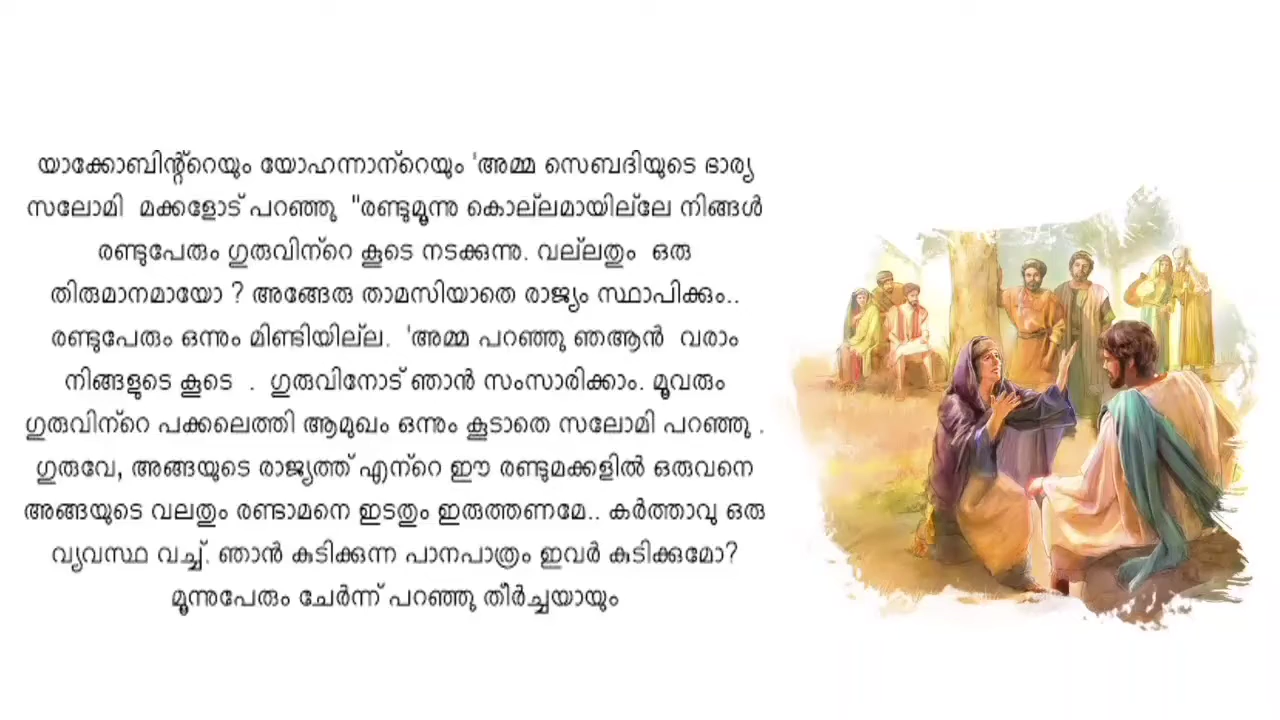 യാക്കോബിന്റ്റെയും യോഹന്നാന്റെയും 'അമ്മ സെബദിയുടെ ഭാര്യ
സലോമി മക്കളോട് പറഞ്ഞു "രണ്ടുമൂന്നു കൊല്ലമായില്ലേ നിങ്ങൾ
രണ്ടുപേരും ഗുരുവിന്റെ കൂടെ നടക്കുന്നു. വല്ലതും ഒരു
തിരുമാനമായോ ? അങ്ങേരു താമസിയാതെ രാജ്യം സ്ഥാപിക്കും..
രണ്ടുപേരും ഒന്നും മിണ്ടിയില്ല. 'അമ്മ പറഞ്ഞു ഞആൻ വരാം
നിങ്ങളുടെ കൂടെ . ഗുരുവിനോട് ഞാൻ സംസാരിക്കാം. മൂവരും
ഗുരുവിന്റെ പക്കലെത്തി ആമുഖം ഒന്നും കൂടാതെ സലോമി പറഞ്ഞു .
ഗുരുവേ, അങ്ങയുടെ രാജ്യത്ത് എന്റെ ഈ രണ്ടുമക്കളിൽ ഒരുവനെ
അങ്ങയുടെ വലതും രണ്ടാമനെ ഇടതും ഇരുത്തണമേ.. കർത്താവു ഒരു
വ്യവസ്ഥ വച്ച്. ഞാൻ കുടിക്കുന്ന പാനപാത്രം ഇവർ കുടിക്കുമോ?
മൂന്നുപേരും ചേർന്ന് പറഞ്ഞു തീർച്ചയായും